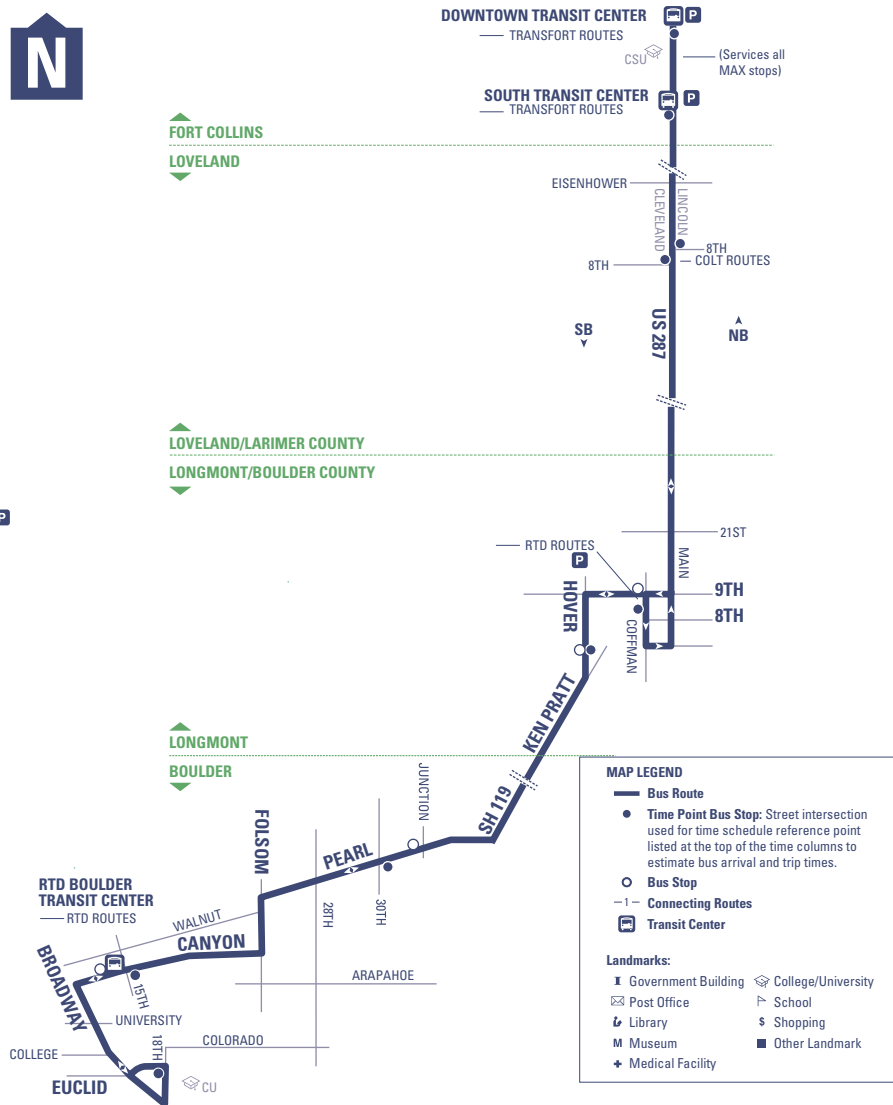 N
DOWNTOWN TRANSIT CENTER
P
TRANSFORT ROUTES
CSU
(Services all
MAX stops)
SOUTH TRANSIT CENTER
P
TRANSFORT ROUTES
FORT COLLINS
LOVELAND
EISENHOWER
CLEVELAND
LINCOLN
8TH
COLT ROUTES
8TH
US 287
SB
NB
LOVELAND/LARIMER COUNTY
LONGMONT/BOULDER COUNTY
P
21ST
RTD ROUTES
P
MAIN
HOVER
9TH
8TH
COFFMAN
KEN PRATT
LONGMONT
BOULDER
JUNCTION
SH 119
FOLSOM
PEARL
28TH
30TH
RTD BOULDER
TRANSIT CENTER
RTD ROUTES
WALNUT
CANYON
BROADWAY
15TH
ARAPAHOE
UNIVERSITY
COLORADO
COLLEGE
18TH
EUCLID
CU
MAP LEGEND
Bus Route
Time Point Bus Stop: Street intersection
used for time schedule reference point
listed at the top of the time columns to
estimate bus arrival and trip times.
Bus Stop
1 Connecting Routes
Transit Center
Landmarks:
Government Building
College/University
Post Office
School
Library
$ Shopping
M Museum
Other Landmark
Medical Facility